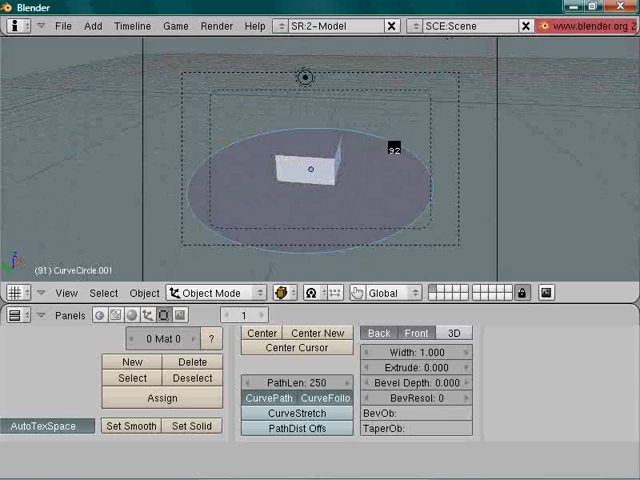 Blender
File Add Timeline Game Render Help SR:2-Model SCE:Scene www.blender.org 2
92
z
(91) CurveCircle.001
View Select Object Object Mode Global
Panels 1
0 Mat 0 ?
New Delete
Select Deselect
Assign
AutoTexSpace Set Smooth Set Solid
Center Center New
Center Cursor
PathLen: 250
CurvePath CurveFollo
CurveStretch
PathDist Offs
Back Front 3D
Width: 1.000
Extrude: 0.000
Bevel Depth: 0.000
BevResol: 0
BevOb:
TaperOb: